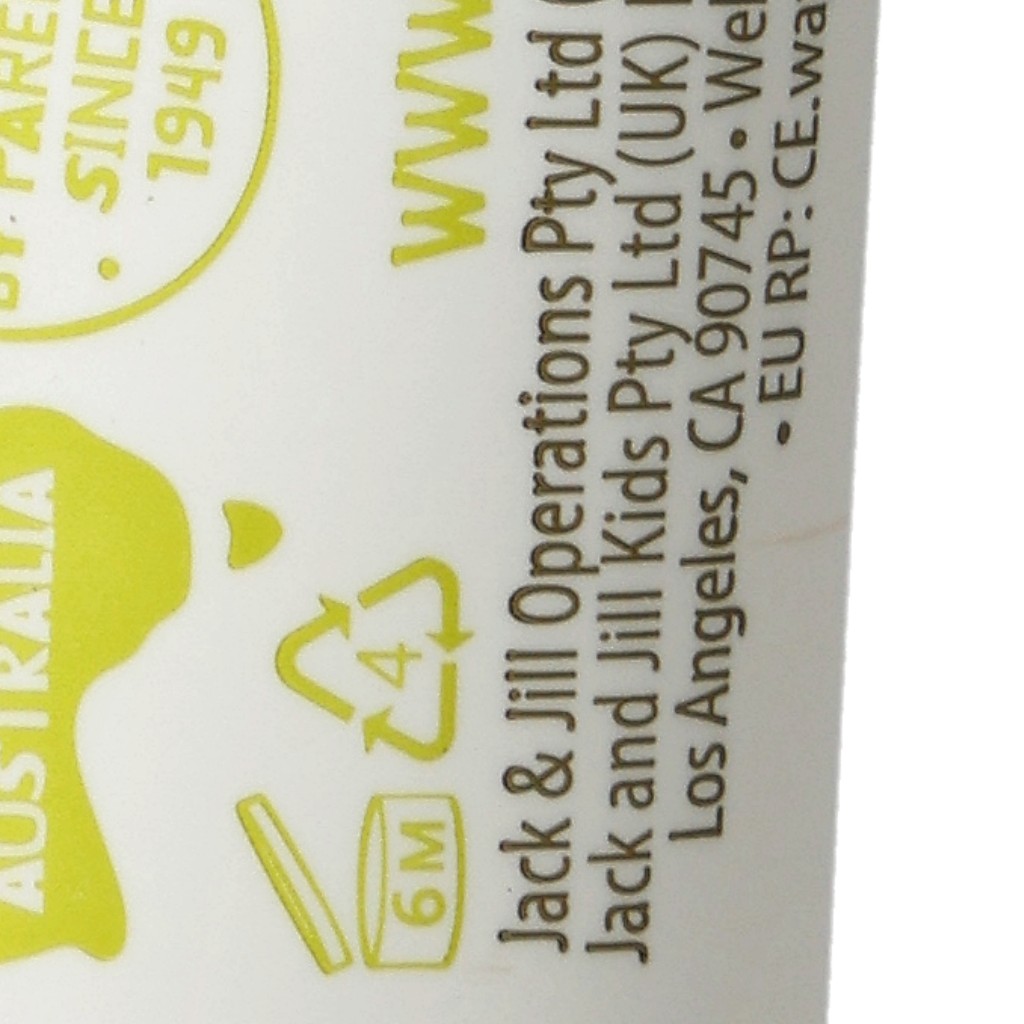 SINCE
1949
AUSTRALIA
4
6M
www
Jack & Jill Operations Pty Ltd
Jack and Jill Kids Pty Ltd (UK)
Los Angeles, CA 90745 •
• EU RP: CE.wa